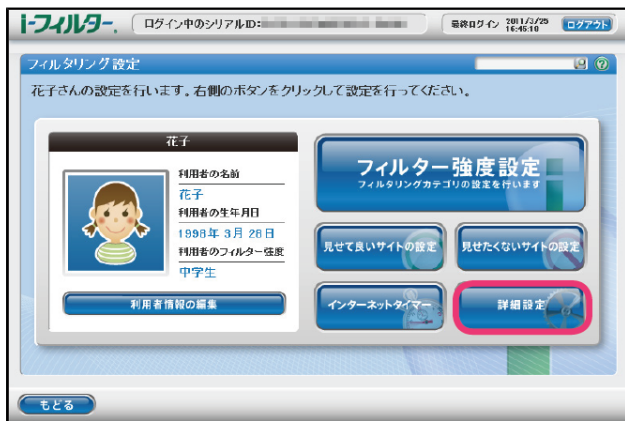 i-フィルター.
ログイン中のシリアルID:
最終ログイン 2011/3/25 16:45:10
ログアウト
フィルタリング設定
花子さんの設定を行います。右側のボタンをクリックして設定を行ってください。
花子
利用者の名前
花子
利用者の生年月日
1998年 3月 28日
利用者のフィルター強度
中学生
利用者情報の編集
フィルター強度設定
フィルタリングカテゴリの設定を行います
見せて良いサイトの設定
見せたくないサイトの設定
インターネットタイマー
詳細設定
もどる